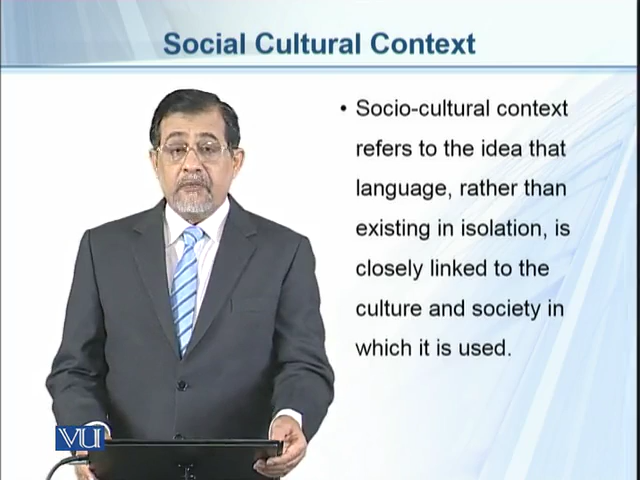 Social Cultural Context
• Socio-cultural context
refers to the idea that
language, rather than
existing in isolation, is
closely linked to the
culture and society in
which it is used.
VU